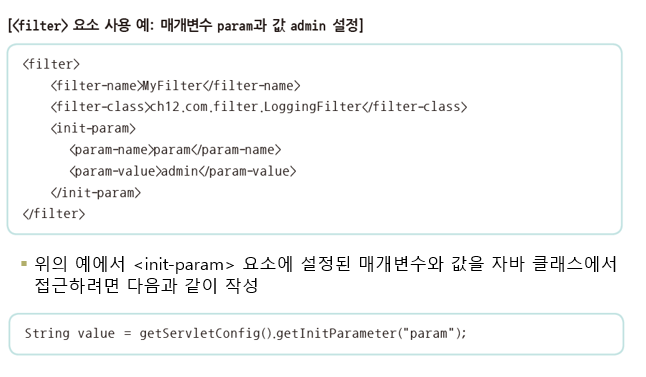 [<filter> 요소 사용 예: 매개변수 param과 값 admin 설정]
<filter>
<filter-name>MyFilter</filter-name>
<filter-class>ch12.com.filter.LoggingFilter</filter-class>
<init-param>
<param-name>param</param-name>
<param-value>admin</param-value>
</init-param>
</filter>
▪ 위의 예에서 <init-param> 요소에 설정된 매개변수와 값을 자바 클래스에서
접근하려면 다음과 같이 작성
String value = getServletConfig().getInitParameter("param");